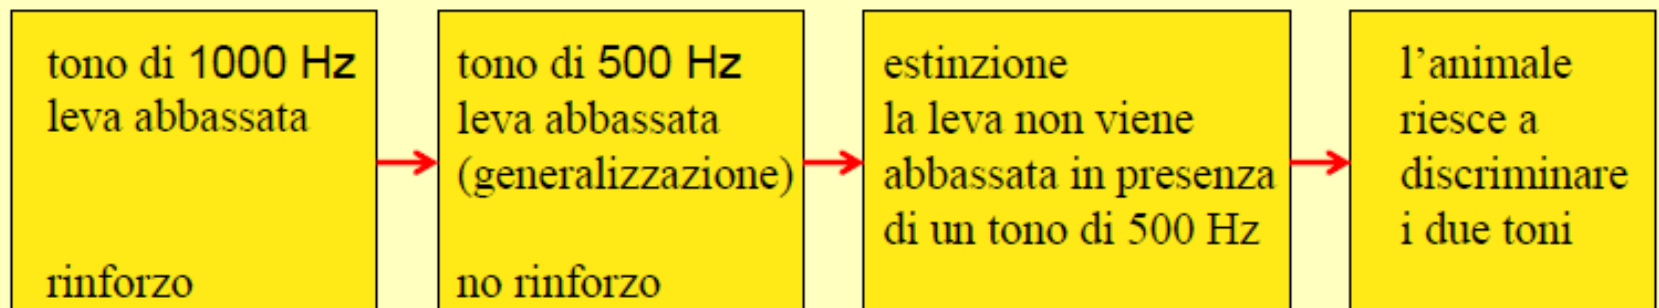 tono di 1000 Hz
leva abbassata
rinforzo
tono di 500 Hz
leva abbassata
(generalizzazione)
no rinforzo
estinzione
la leva non viene
abbassata in presenza
di un tono di 500 Hz
l'animale
riesce a
discriminare
i due toni